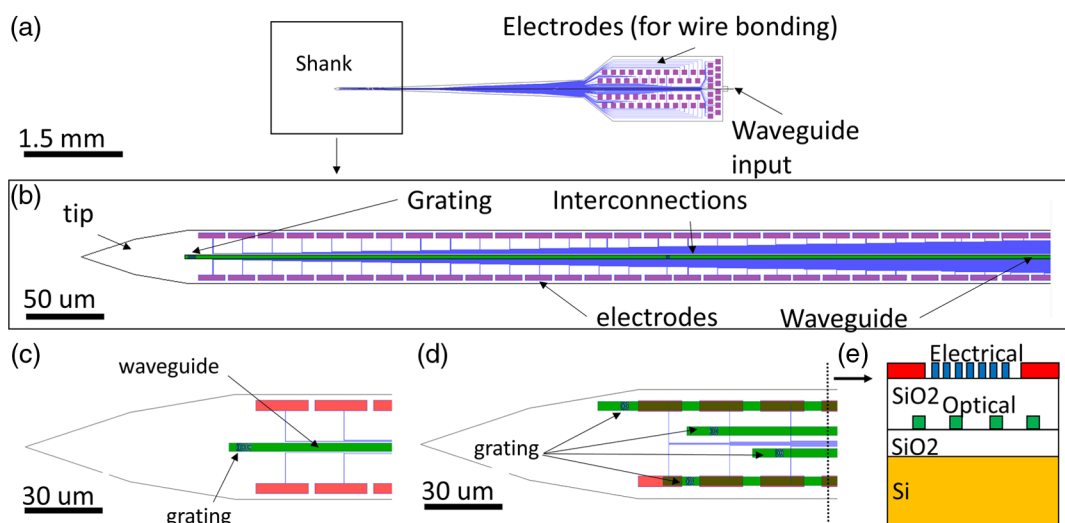 (a)
Electrodes (for wire bonding)
Shank
1.5 mm
Waveguide
input
(b)
tip
Grating
Interconnections
50 um
electrodes
Waveguide
(c)
waveguide
30 um
grating
(d)
grating
30 um
(e)
Electrical
SiO2
Optical
SiO2
Si